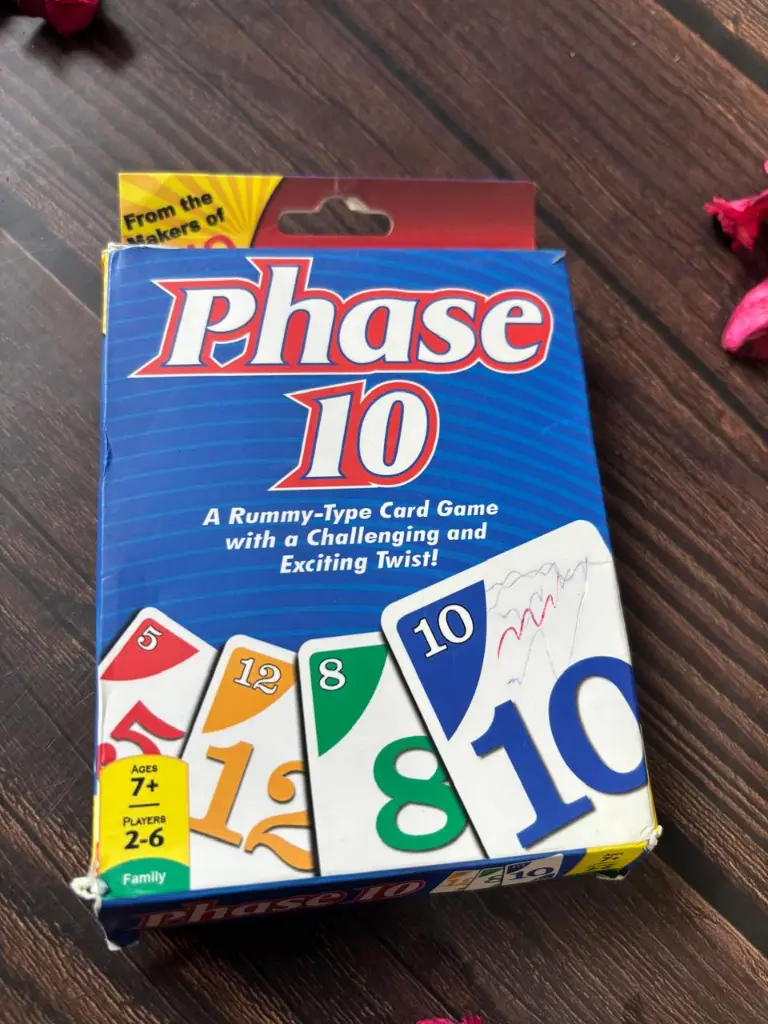 From the
Makers of
Phase
10
A Rummy-Type Card Game
with a Challenging and
Exciting Twist!
10
5
12
8
10
5
12
8
AGES
7+
PLAYERS
2-6
Family
Phase 10
10